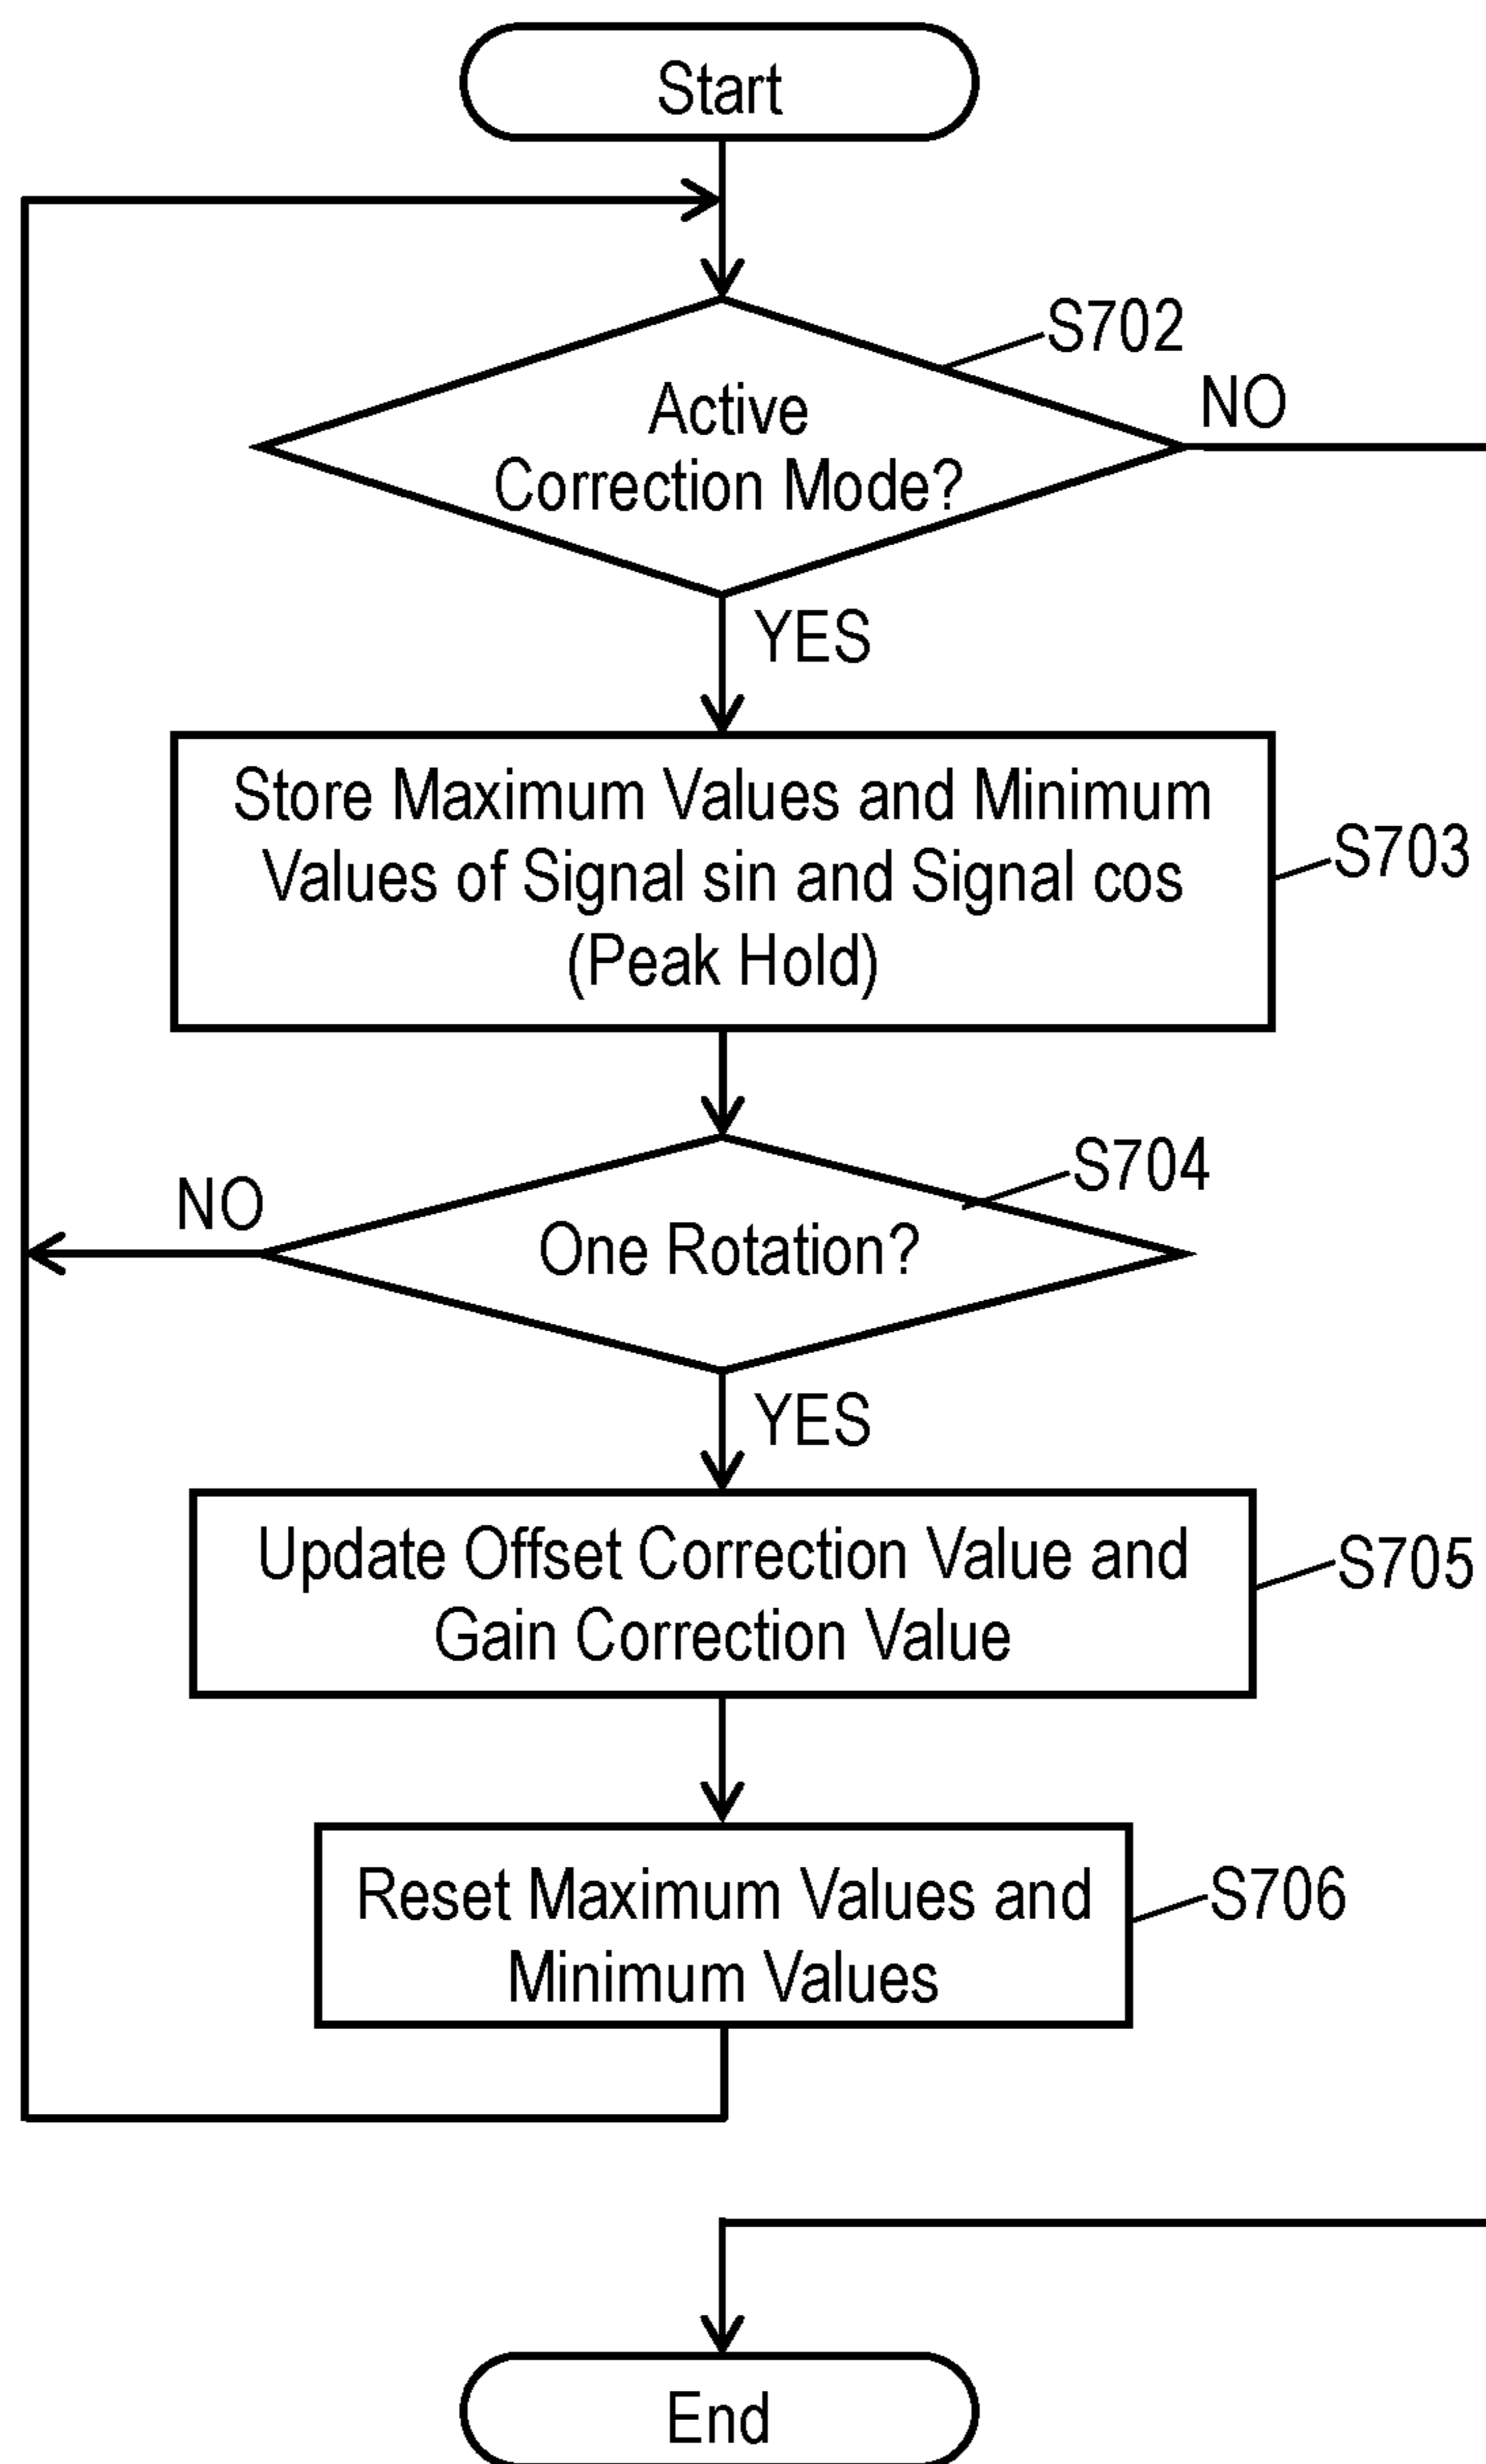 Start
S702
Active
Correction Mode?
NO
YES
Store Maximum Values and Minimum
Values of Signal sin and Signal cos
(Peak Hold)
S703
S704
NO
One Rotation?
YES
Update Offset Correction Value and
Gain Correction Value
S705
Reset Maximum Values and
Minimum Values
S706
End